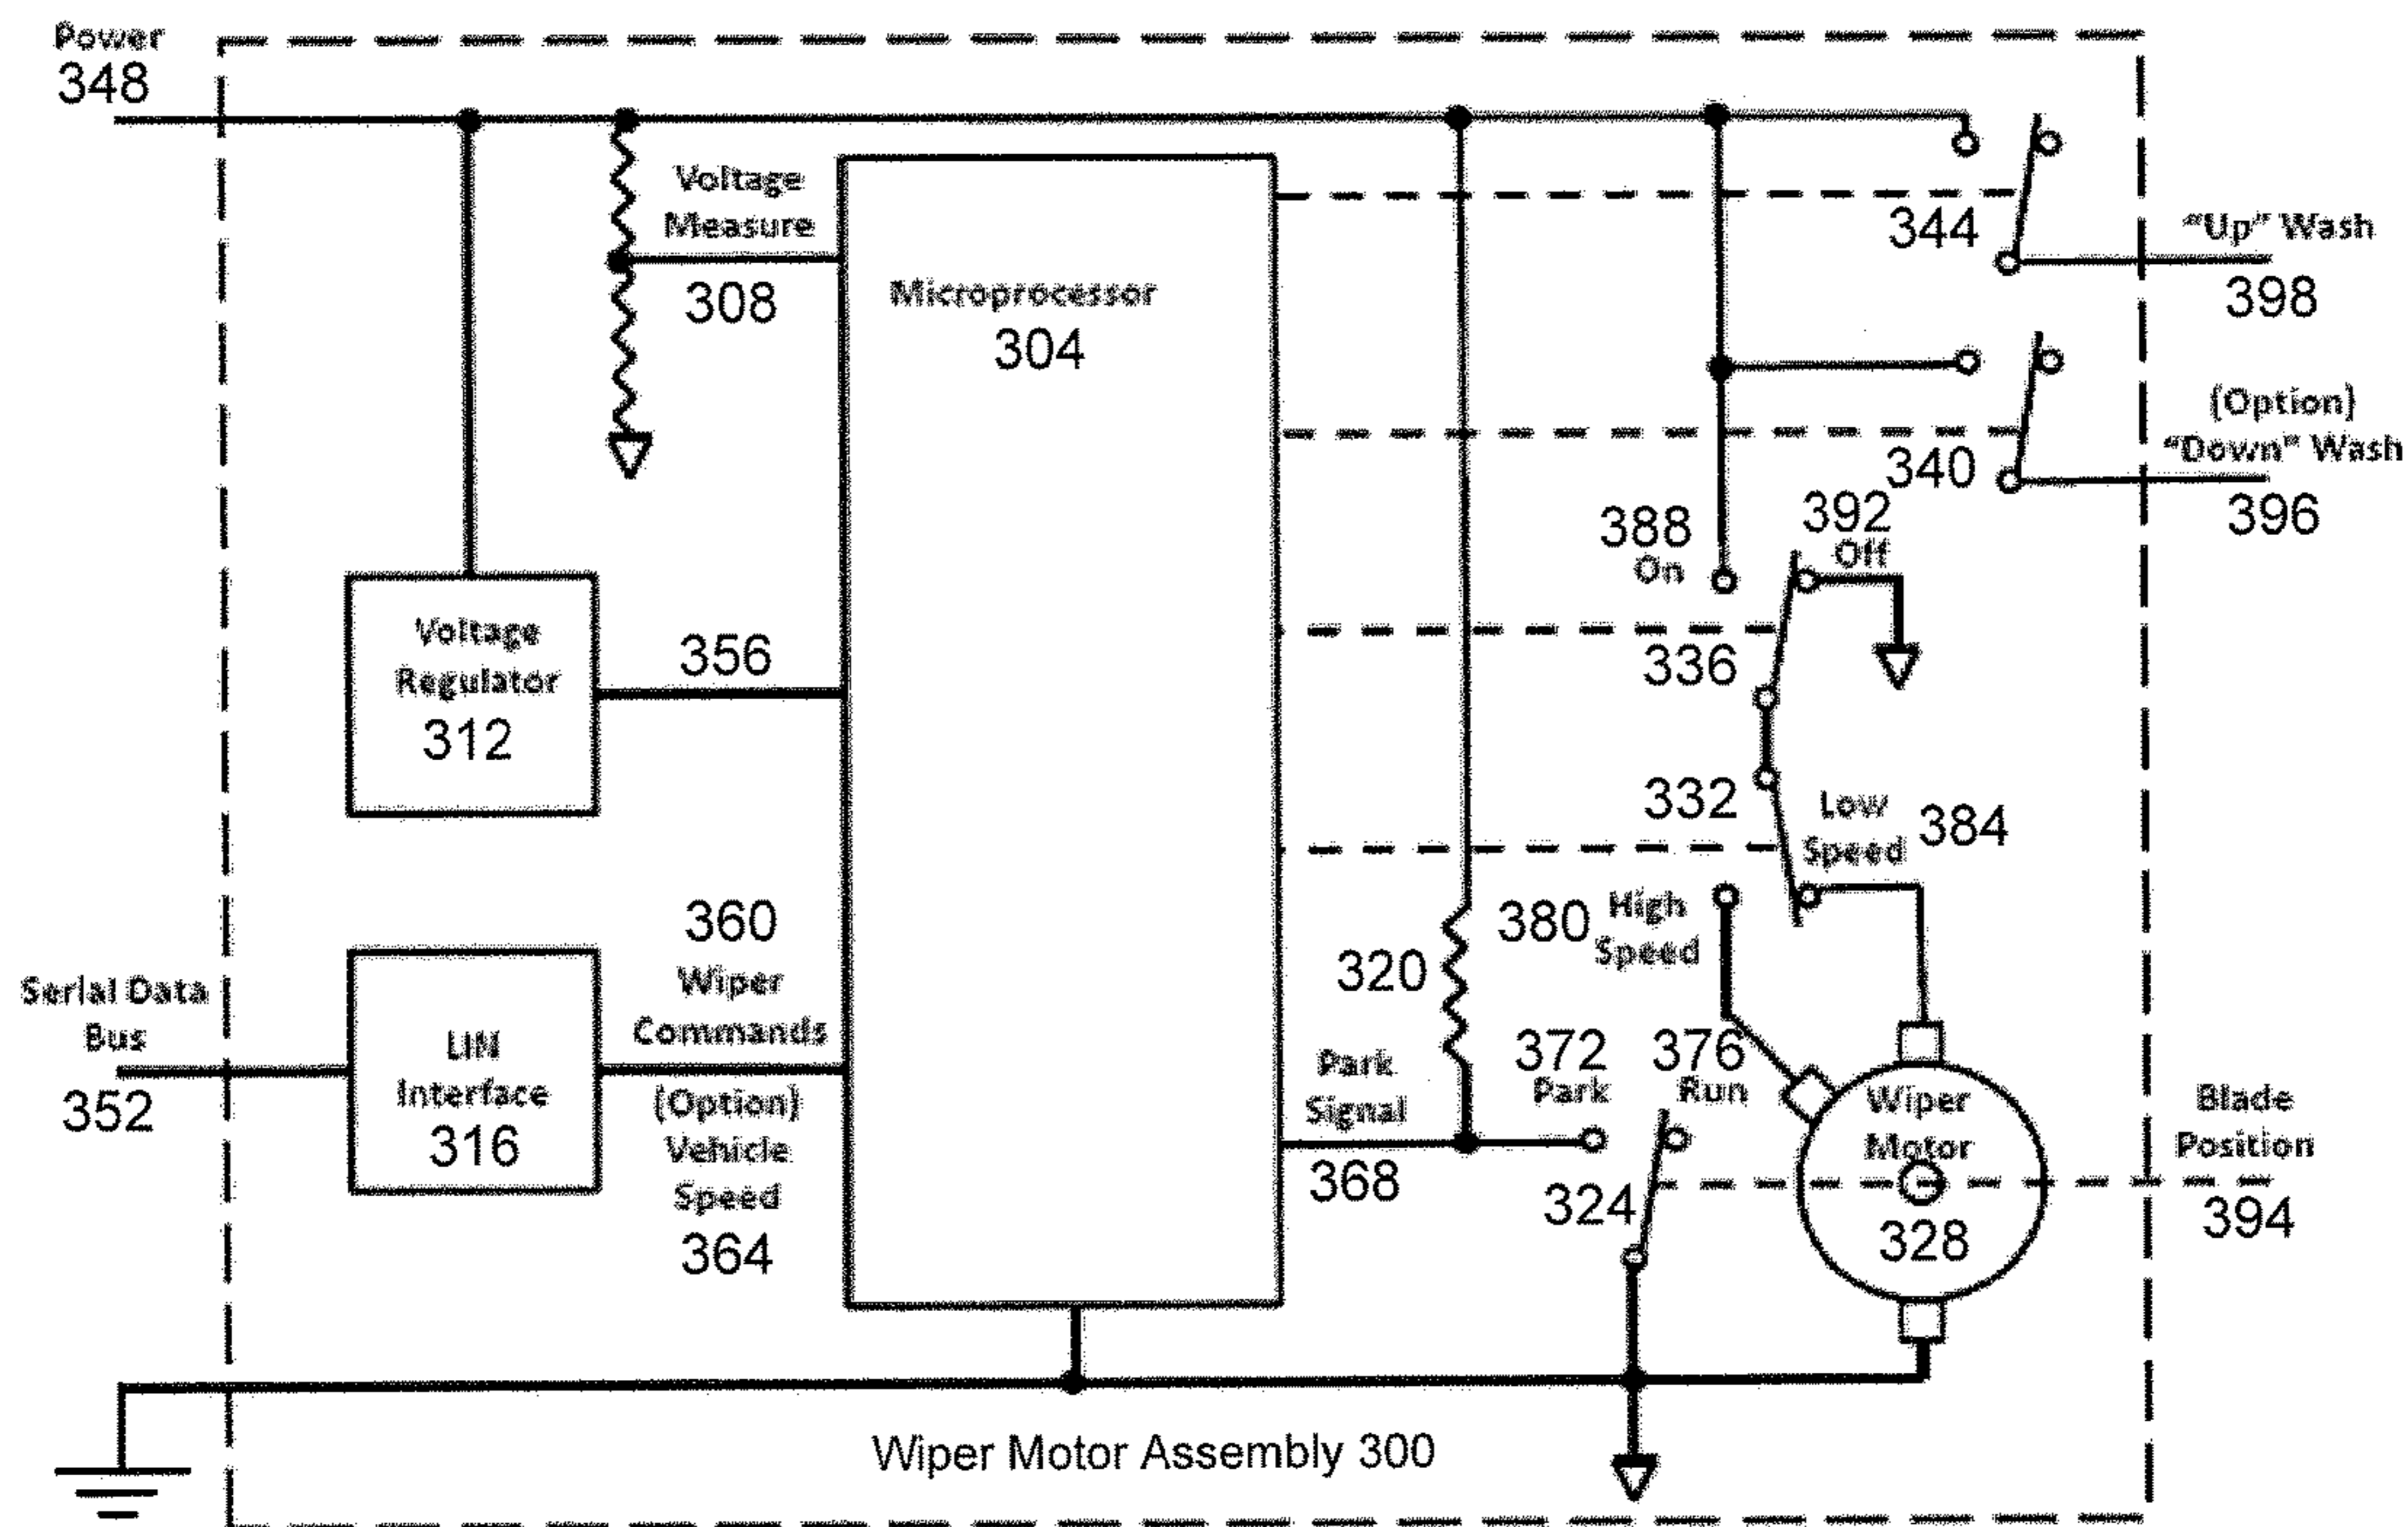 Power
348
Voltage
Measure
308
Microprocessor
304
344
"Up" Wash
398
(Option)
"Down" Wash
340
396
388
On
392
Off
336
Voltage
Regulator
312
356
332
Low
Speed
384
380
High
Speed
320
360
Wiper
Commands
(Option)
Vehicle
Speed
364
Serial Data
Bus
352
LIN
Interface
316
Park
Signal
368
372
Park
376
Run
324
Wiper
Motor
328
Blade
Position
394
Wiper Motor Assembly 300